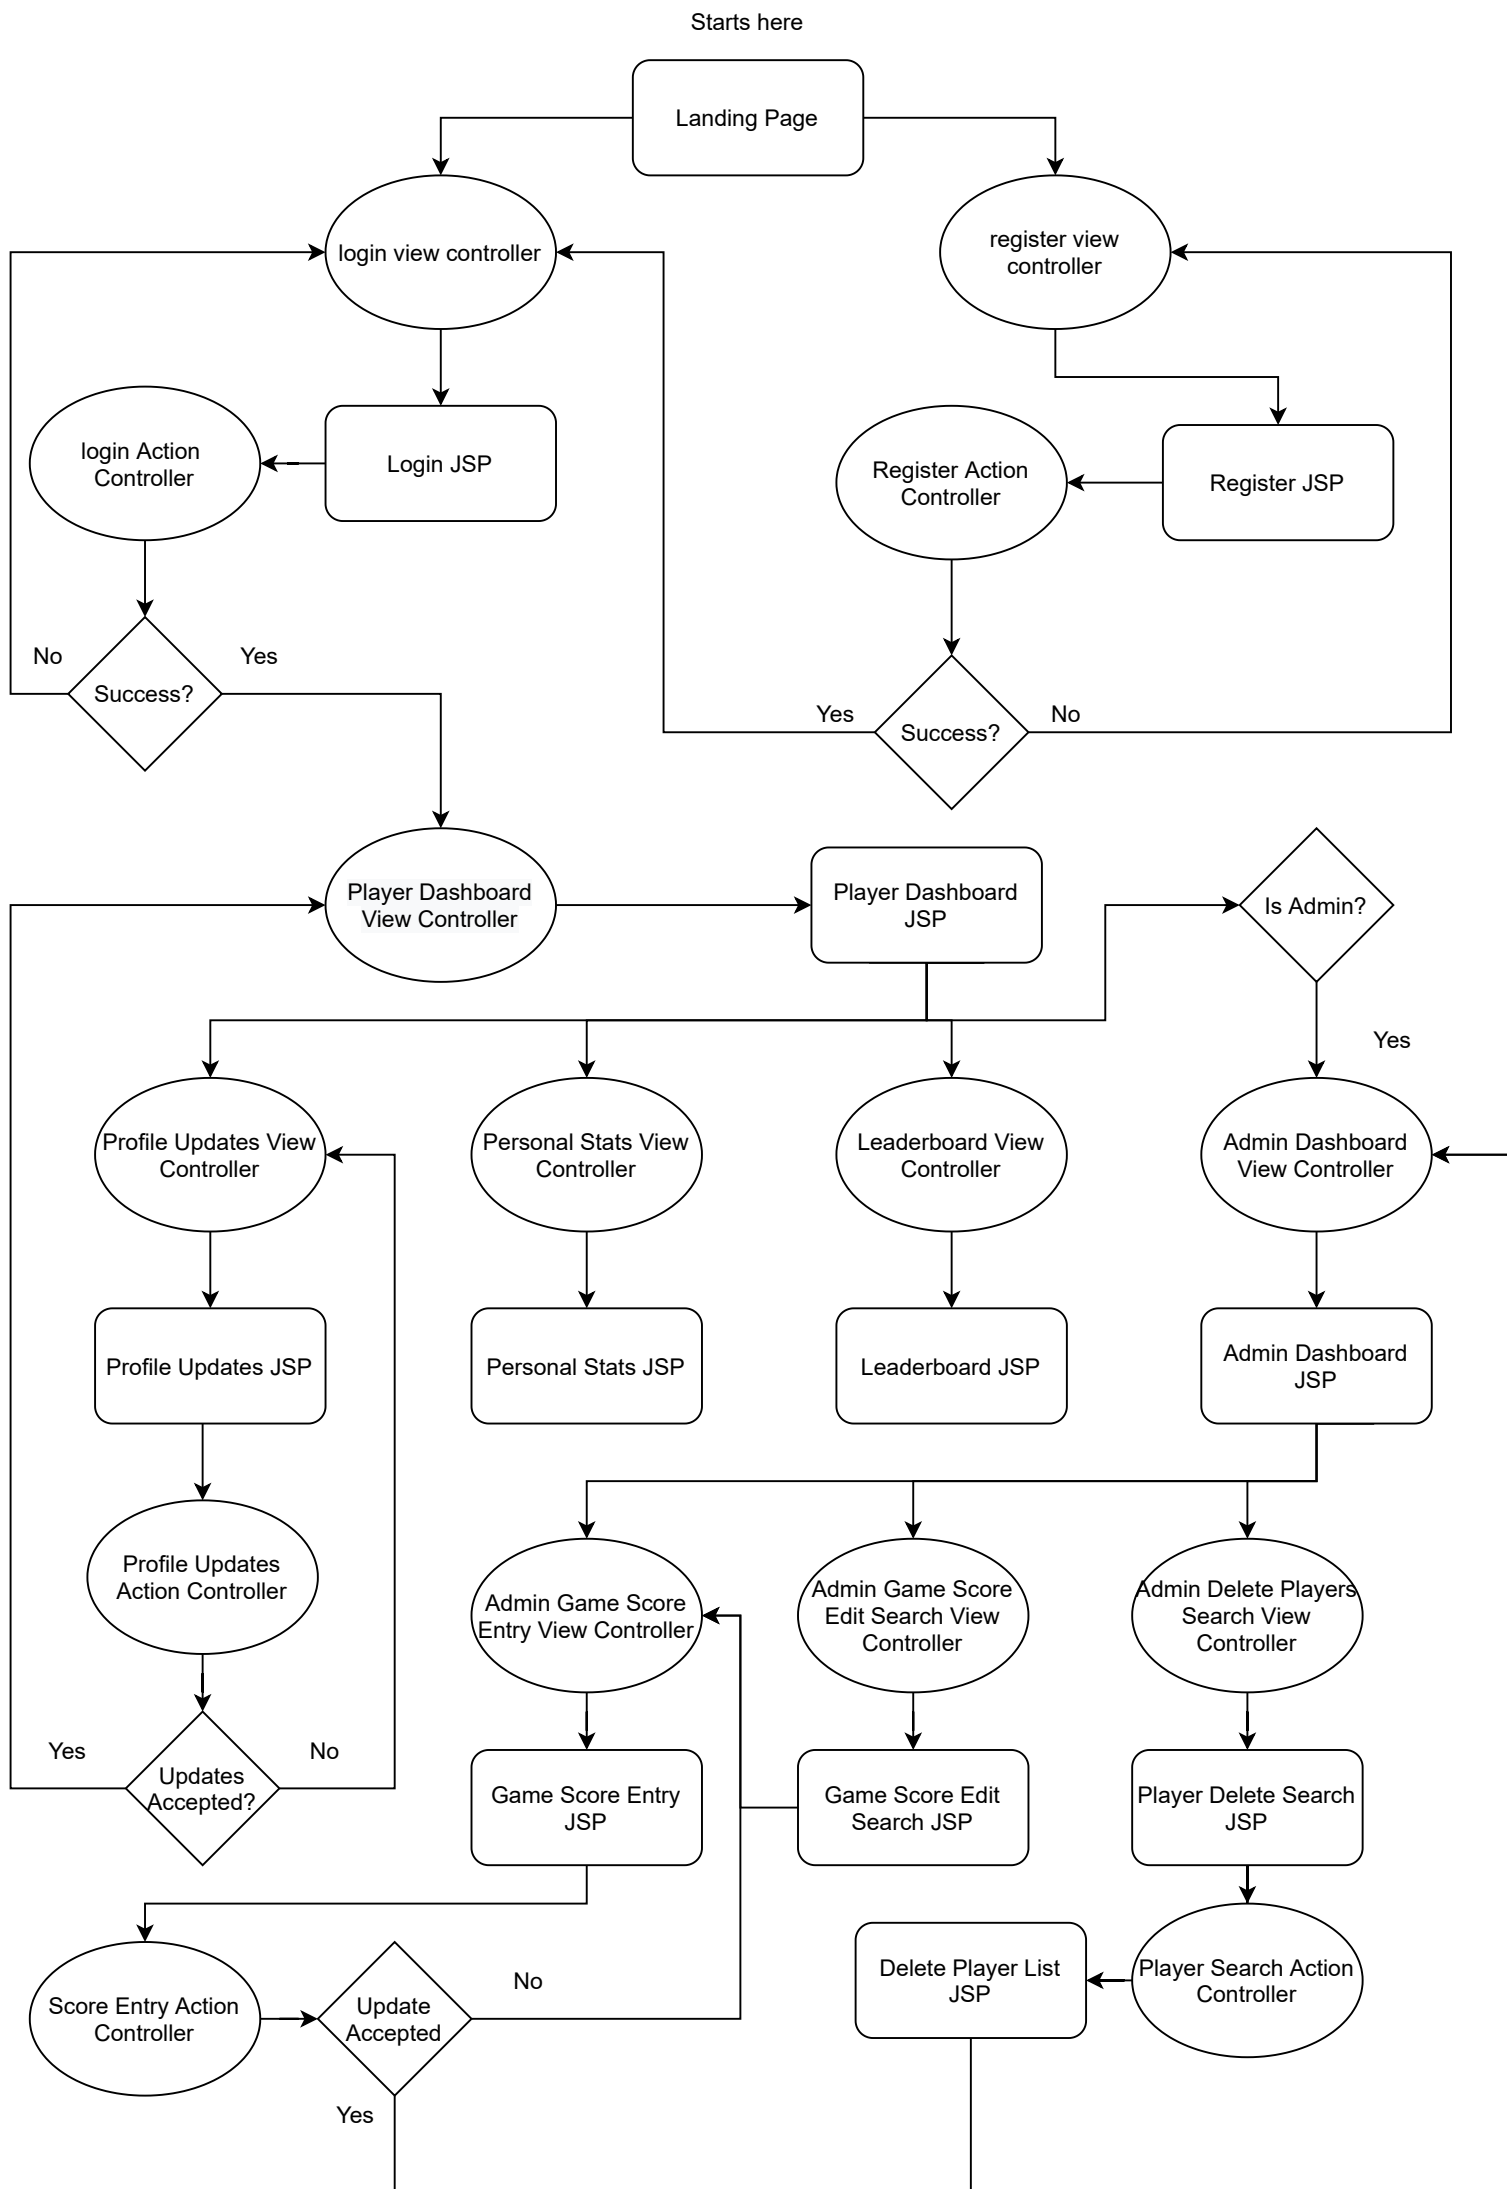 Starts here
Landing Page
login view controller
register view
controller
login Action
Controller
Login JSP
Register Action
Controller
Register JSP
No
Yes
Success?
Yes
No
Success?
Player Dashboard
View Controller
Player Dashboard
JSP
Is Admin?
Yes
Profile Updates View
Controller
Personal Stats View
Controller
Leaderboard View
Controller
Admin Dashboard
View Controller
Profile Updates JSP
Personal Stats JSP
Leaderboard JSP
Admin Dashboard
JSP
Profile Updates
Action Controller
Admin Game Score
Entry View Controller
Admin Game Score
Edit Search View
Controller
Admin Delete Players
Search View
Controller
Yes
No
Updates
Accepted?
Game Score Entry
JSP
Game Score Edit
Search JSP
Player Delete Search
JSP
Score Entry Action
Controller
Update
Accepted
No
Yes
Delete Player List
JSP
Player Search Action
Controller